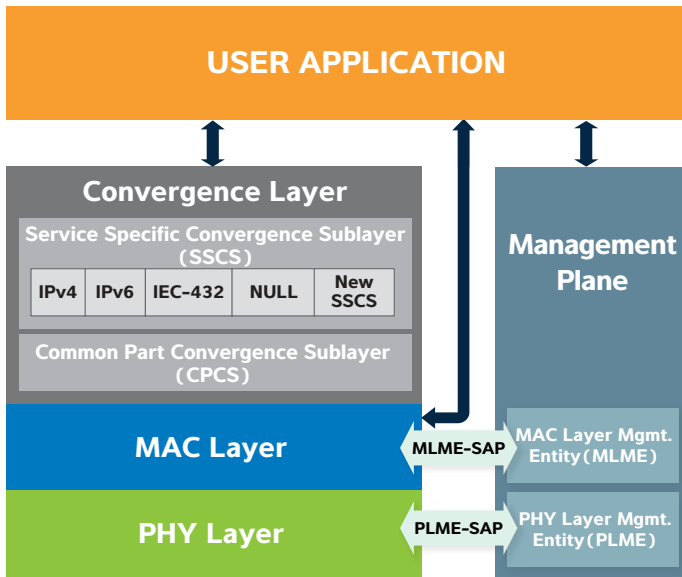 USER APPLICATION
Convergence Layer
Service Specific Convergence Sublayer
(SSCS)
IPv4 IPv6 IEC-432 NULL New
SSCS
Common Part Convergence Sublayer
(CPCS)
Management
Plane
MAC Layer
MLME-SAP
MAC Layer Mgmt.
Entity(MLME)
PHY Layer
PLME-SAP
PHY Layer Mgmt.
Entity(PLME)